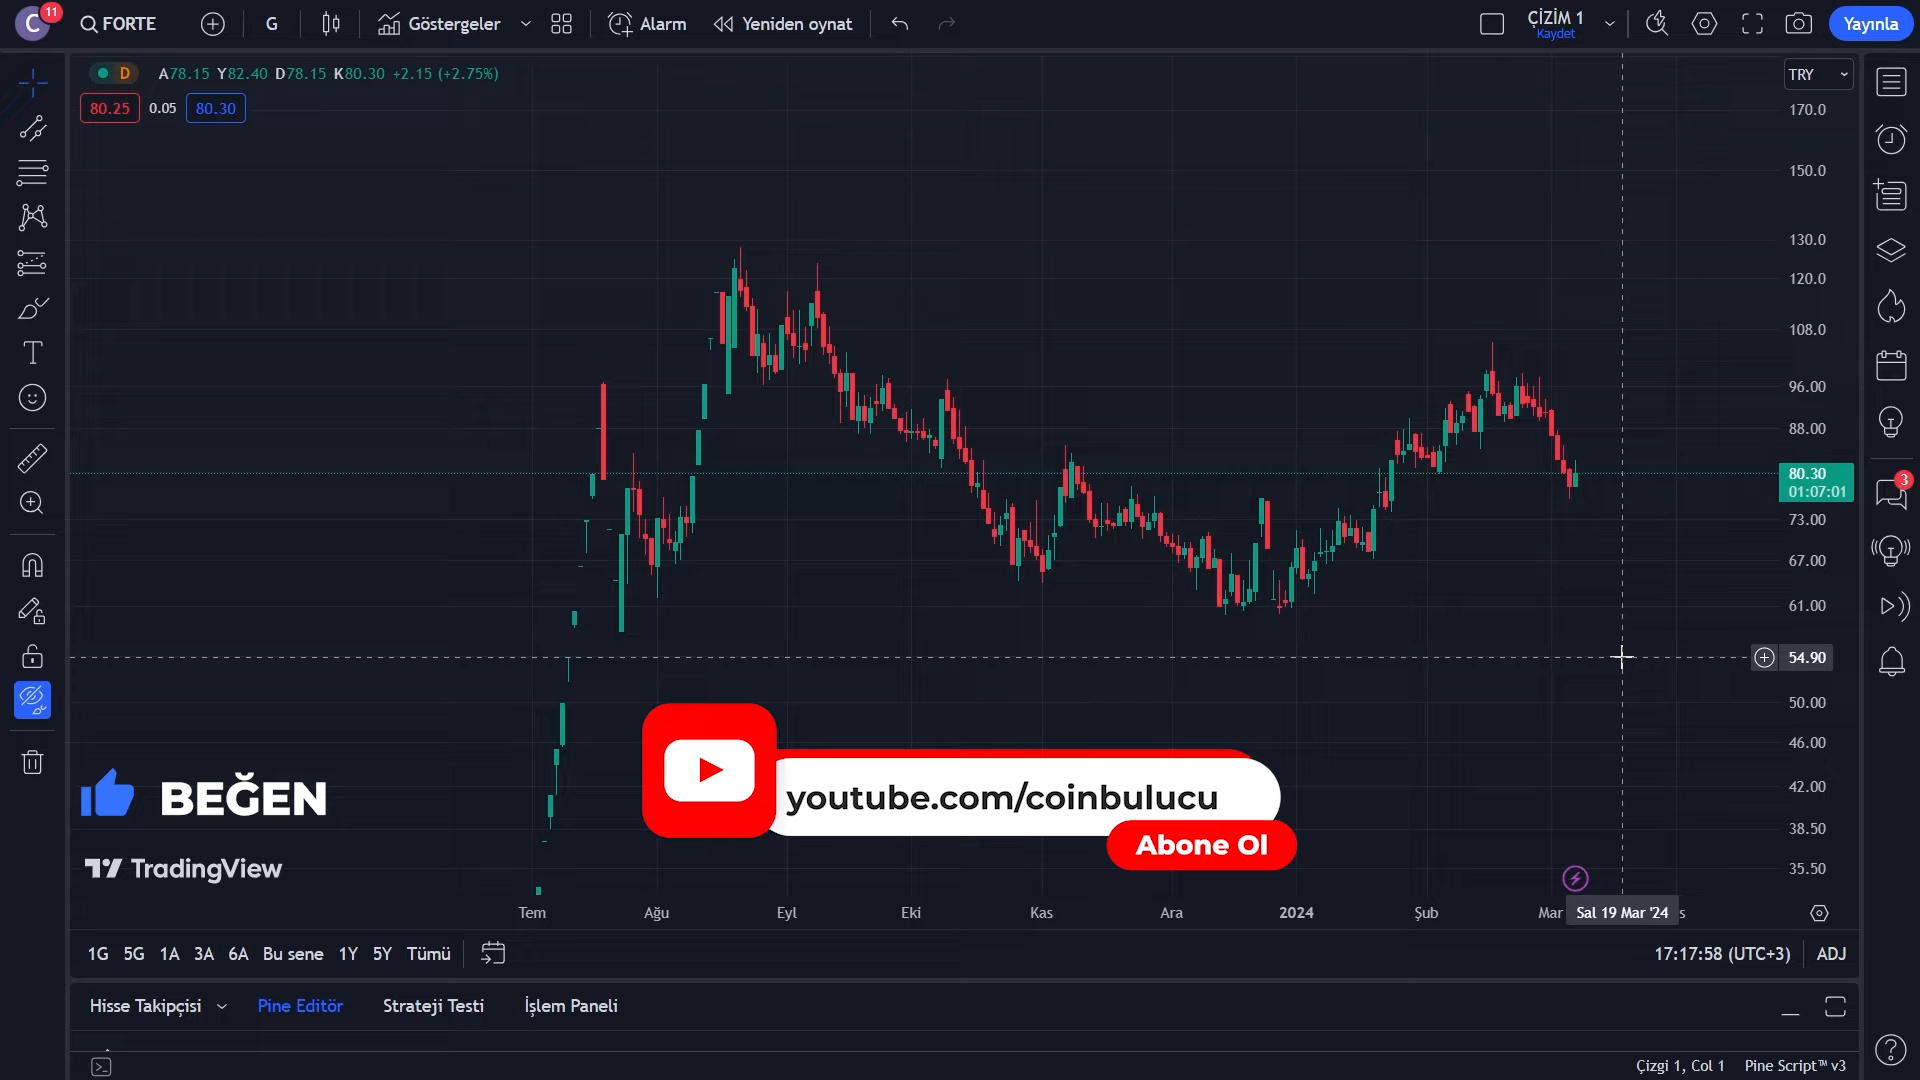 C 11 FORTE G Göstergeler Alarm Yeniden oynat ÇİZİM 1 Kaydet Yayınla
D A78.15 Y82.40 D78.15 K80.30 +2.15 (+2.75%)
80.25 0.05 80.30
TRY
170.0
150.0
130.0
120.0
108.0
96.00
88.00
80.30
01:07:01
73.00
67.00
61.00
54.90
50.00
46.00
42.00
38.50
35.50
3
BEĞEN
youtube.com/coinbulucu
Abone Ol
TradingView
Tem Ağu Eyl Eki Kas Ara 2024 Şub Mar Sal 19 Mar '24 s
1G 5G 1A 3A 6A Bu sene 1Y 5Y Tümü 17:17:58 (UTC+3) ADJ
Hisse Takipçisi Pine Editör Strateji Testi İşlem Paneli
Çizgi 1, Col 1 Pine Script™ v3